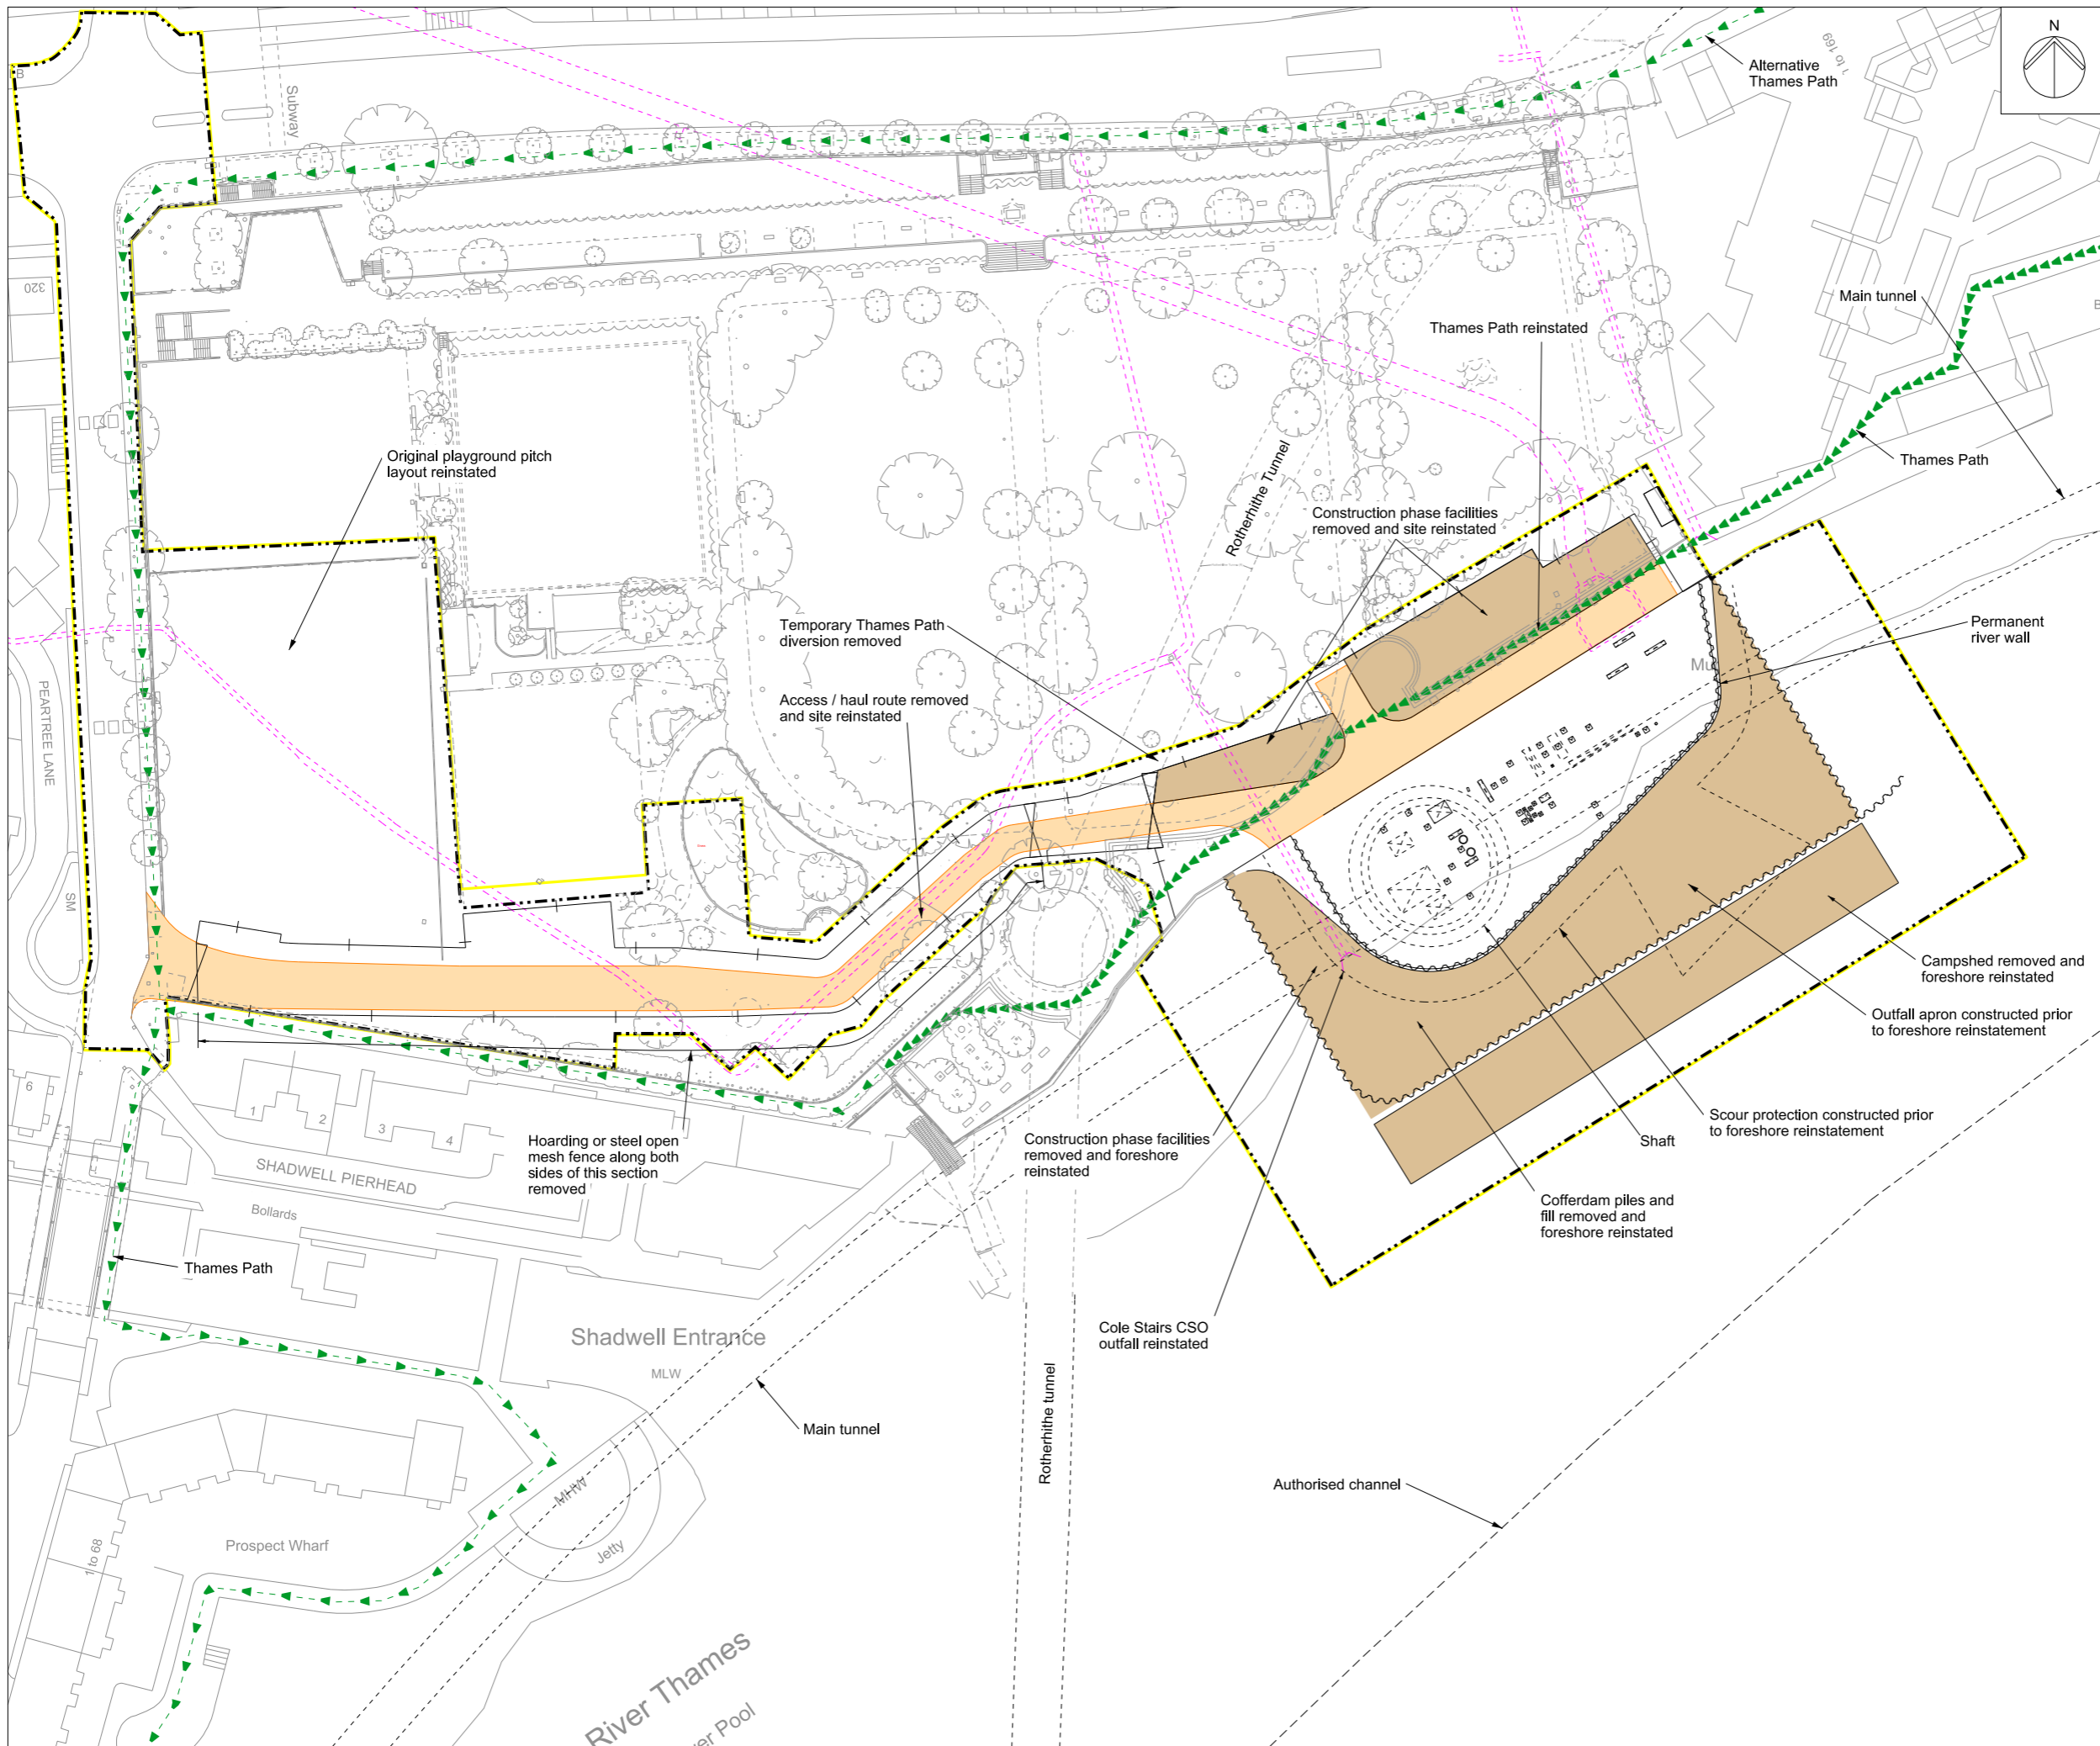 N
Alternative
Thames Path
1 to 169
Subway
B
320
Main tunnel
B
Thames Path reinstated
Original playground pitch
layout reinstated
Thames Path
Rotherhithe Tunnel
Construction phase facilities
removed and site reinstated
Temporary Thames Path
diversion removed
Permanent
river wall
Mu
Access / haul route removed
and site reinstated
PEARTREE LANE
SM
Campshed removed and
foreshore reinstated
Outfall apron constructed prior
to foreshore reinstatement
6
1
2
3
4
Hoarding or steel open
mesh fence along both
sides of this section
removed
Construction phase facilities
removed and foreshore
reinstated
Scour protection constructed prior
to foreshore reinstatement
Shaft
SHADWELL PIERHEAD
Bollards
Cofferdam piles and
fill removed and
foreshore reinstated
Thames Path
Cole Stairs CSO
outfall reinstated
Shadwell Entrance
MLW
Main tunnel
Rotherhithe tunnel
Authorised channel
MHW
Jetty
Prospect Wharf
1 to 68
River Thames
er Pool